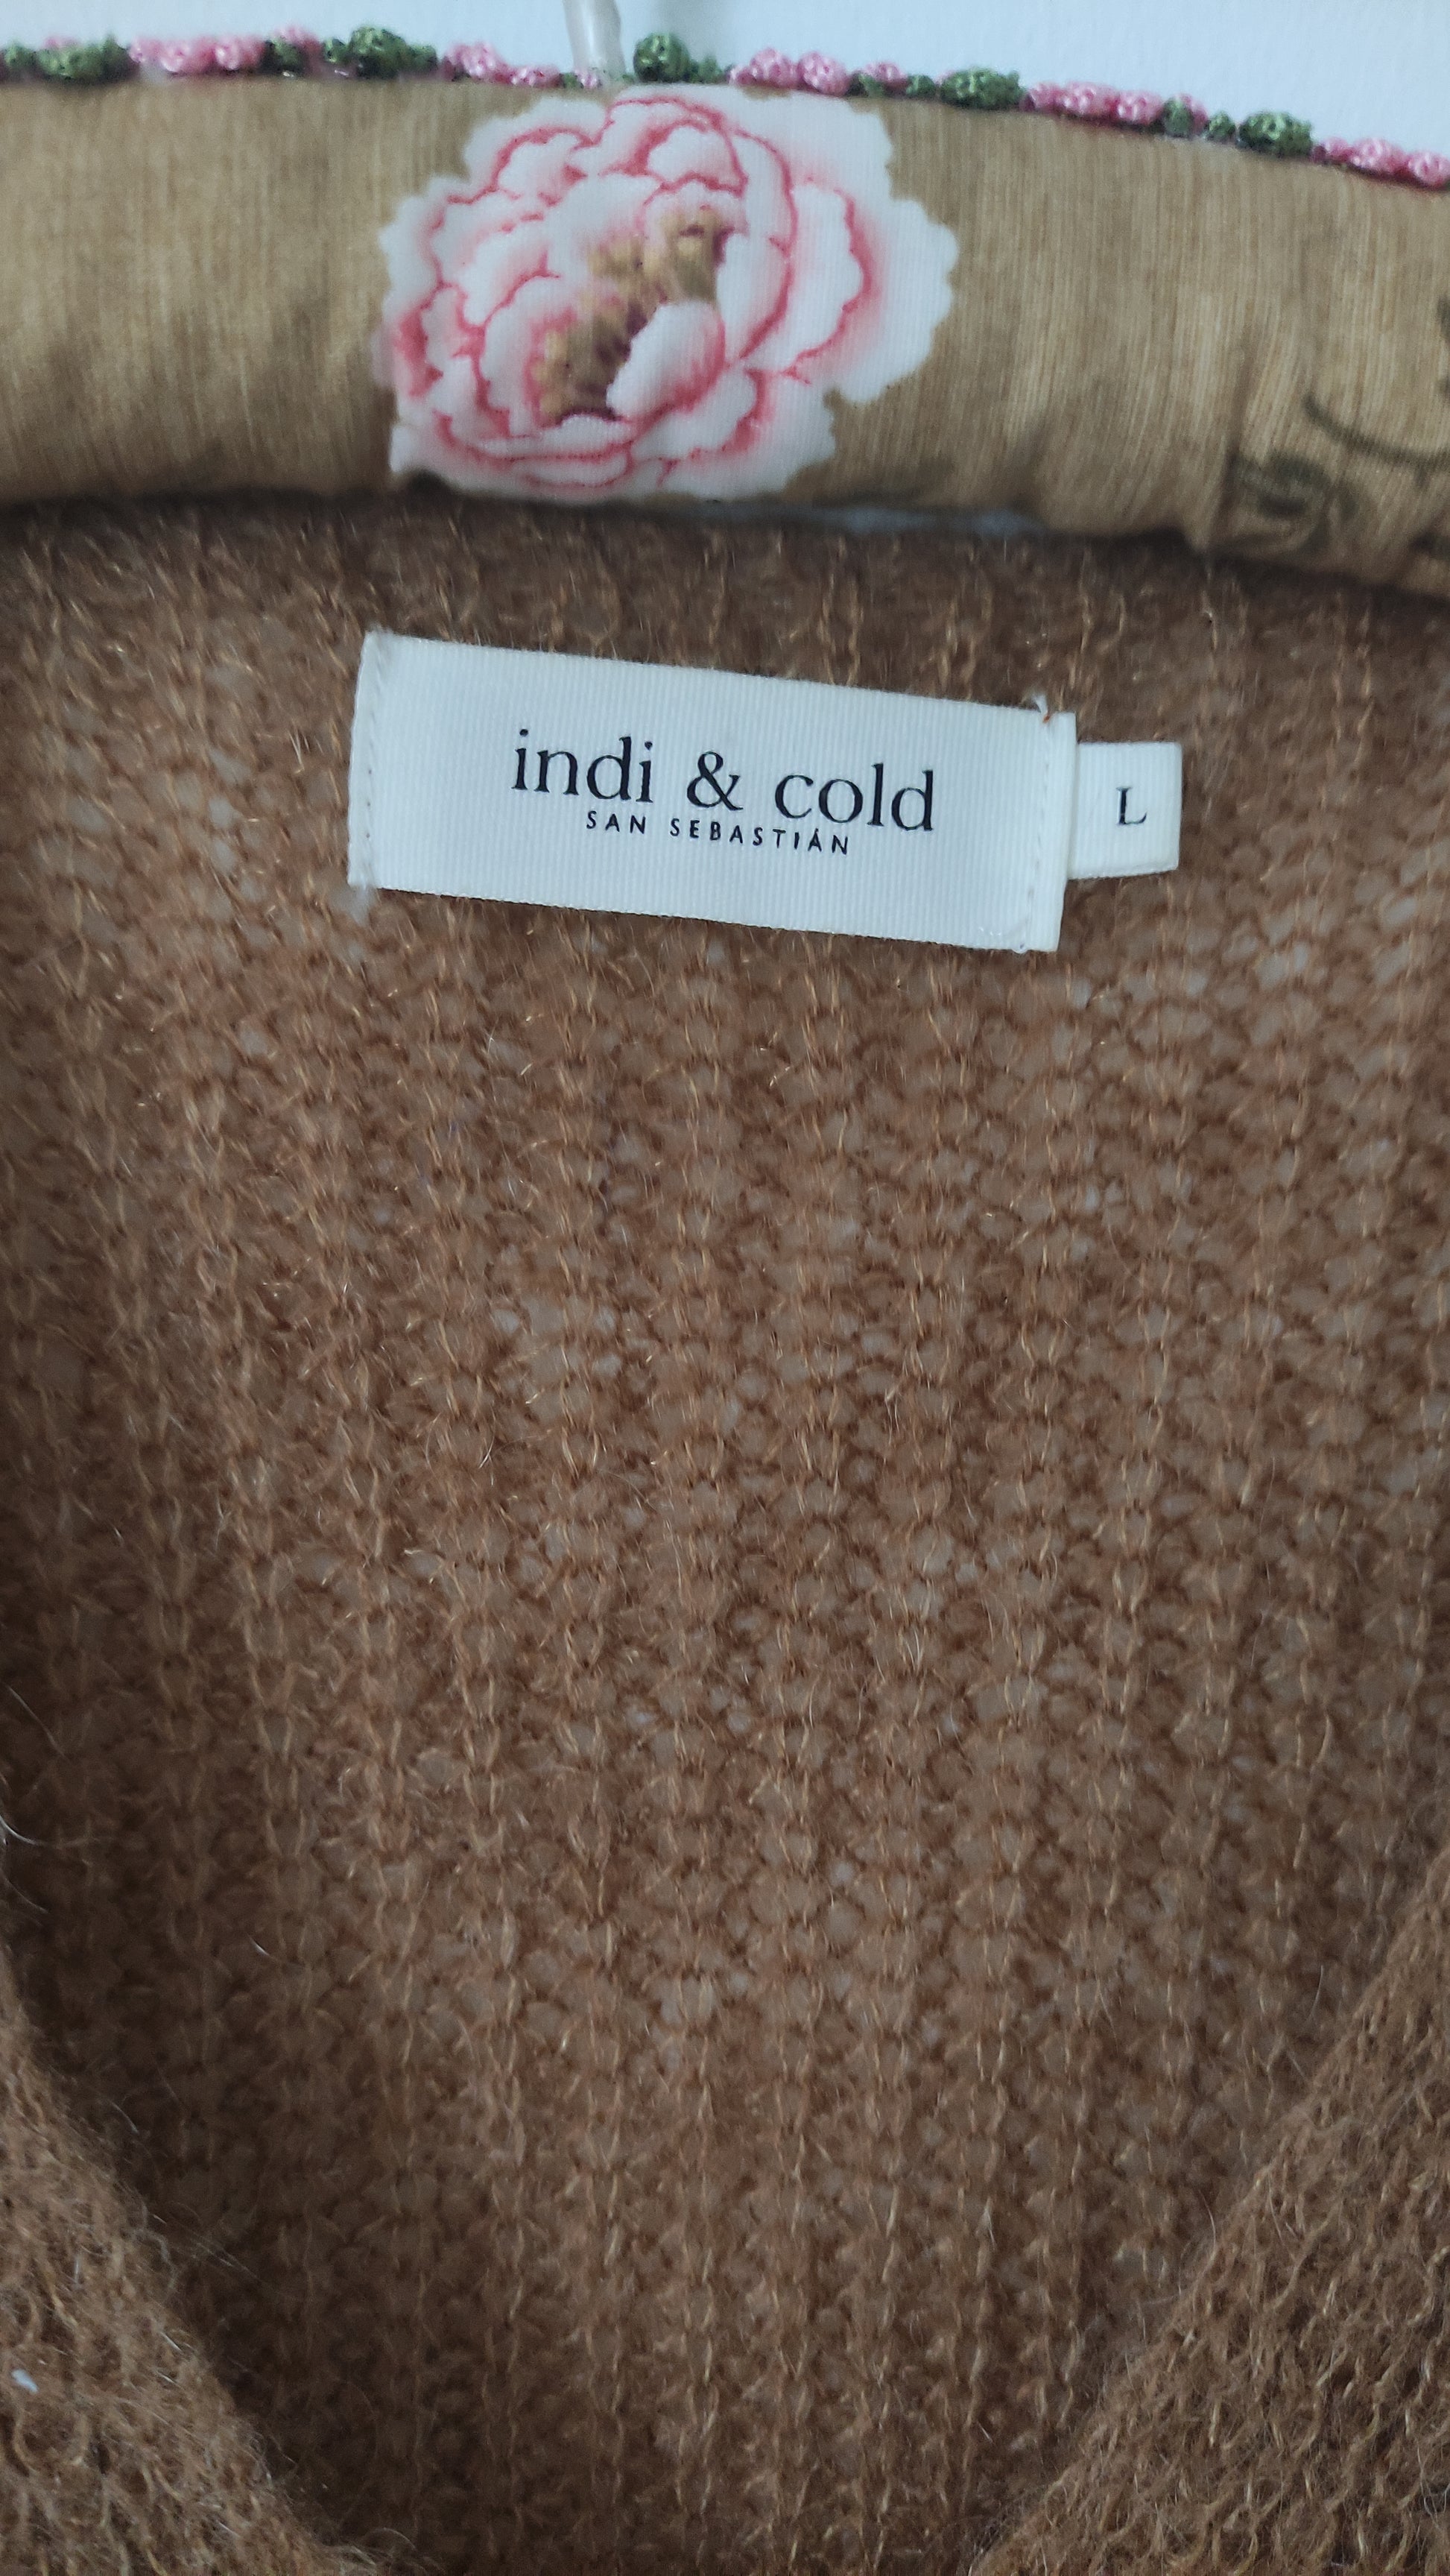 indi & cold
SAN SEBASTIÁN
L